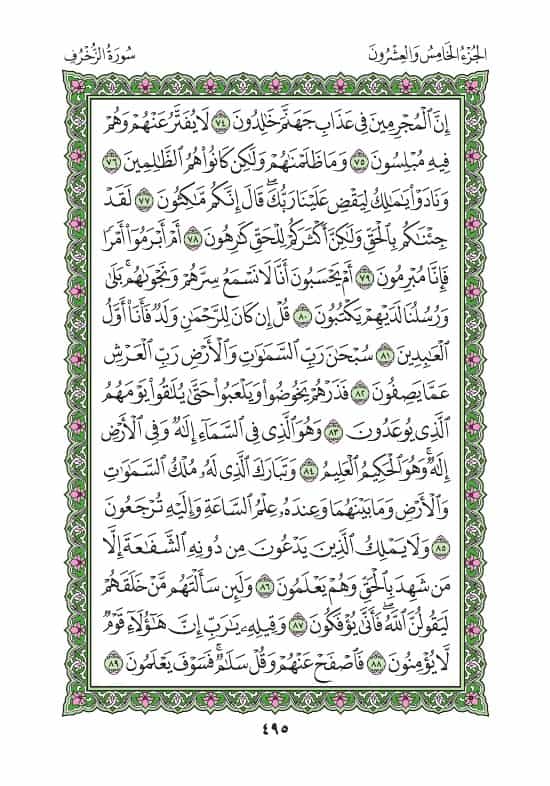 الجُزْءُ الخَامِسُ وَالعِشْرُونَ
سُورَةُ الزُّخْرُفِ
إِنَّ ٱلْمُجْرِمِينَ فِى عَذَابِ جَهَنَّمَ خَٰلِدُونَ ٧٤ لَا يُفَتَّرُ عَنْهُمْ وَهُمْ
فِيهِ مُبْلِسُونَ ٧٥ وَمَا ظَلَمْنَٰهُمْ وَلَٰكِن كَانُوا۟ هُمُ ٱلظَّٰلِمِينَ ٧٦
وَنَادَوْا۟ يَٰمَٰلِكُ لِيَقْضِ عَلَيْنَا رَبُّكَ ۖ قَالَ إِنَّكُم مَّٰكِثُونَ ٧٧ لَقَدْ
جِئْنَٰكُم بِٱلْحَقِّ وَلَٰكِنَّ أَكْثَرَكُمْ لِلْحَقِّ كَٰرِهُونَ ٧٨ أَمْ أَبْرَمُوٓا۟ أَمْرًا
فَإِنَّا مُبْرِمُونَ ٧٩ أَمْ يَحْسَبُونَ أَنَّا لَا نَسْمَعُ سِرَّهُمْ وَنَجْوَىٰهُم ۚ بَلَىٰ
وَرُسُلُنَا لَدَيْهِمْ يَكْتُبُونَ ٨٠ قُلْ إِن كَانَ لِلرَّحْمَٰنِ وَلَدٌ فَأَنَا۠ أَوَّلُ
ٱلْعَٰبِدِينَ ٨١ سُبْحَٰنَ رَبِّ ٱلسَّمَٰوَٰتِ وَٱلْأَرْضِ رَبِّ ٱلْعَرْشِ
عَمَّا يَصِفُونَ ٨٢ فَذَرْهُمْ يَخُوضُوا۟ وَيَلْعَبُوا۟ حَتَّىٰ يُلَٰقُوا۟ يَوْمَهُمُ
ٱلَّذِى يُوعَدُونَ ٨٣ وَهُوَ ٱلَّذِى فِى ٱلسَّمَآءِ إِلَٰهٌ وَفِى ٱلْأَرْضِ
إِلَٰهٌ ۚ وَهُوَ ٱلْحَكِيمُ ٱلْعَلِيمُ ٨٤ وَتَبَارَكَ ٱلَّذِى لَهُۥ مُلْكُ ٱلسَّمَٰوَٰتِ
وَٱلْأَرْضِ وَمَا بَيْنَهُمَا وَعِندَهُۥ عِلْمُ ٱلسَّاعَةِ وَإِلَيْهِ تُرْجَعُونَ
٨٥ وَلَا يَمْلِكُ ٱلَّذِينَ يَدْعُونَ مِن دُونِهِ ٱلشَّفَٰعَةَ إِلَّا
مَن شَهِدَ بِٱلْحَقِّ وَهُمْ يَعْلَمُونَ ٨٦ وَلَئِن سَأَلْتَهُم مَّنْ خَلَقَهُمْ
لَيَقُولُنَّ ٱللَّهُ ۖ فَأَنَّىٰ يُؤْفَكُونَ ٨٧ وَقِيلِهِۦ يَٰرَبِّ إِنَّ هَٰٓؤُلَآءِ قَوْمٌ
لَّا يُؤْمِنُونَ ٨٨ فَٱصْفَحْ عَنْهُمْ وَقُلْ سَلَٰمٌ ۚ فَسَوْفَ يَعْلَمُونَ ٨٩
٤٩٥